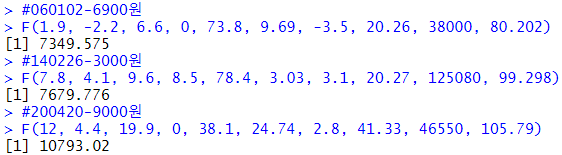 > #060102-6900원
> F(1.9, -2.2, 6.6, 0, 73.8, 9.69, -3.5, 20.26, 38000, 80.202)
[1] 7349.575
> #140226-3000원
> F(7.8, 4.1, 9.6, 8.5, 78.4, 3.03, 3.1, 20.27, 125080, 99.298)
[1] 7679.776
> #200420-9000원
> F(12, 4.4, 19.9, 0, 38.1, 24.74, 2.8, 41.33, 46550, 105.79)
[1] 10793.02